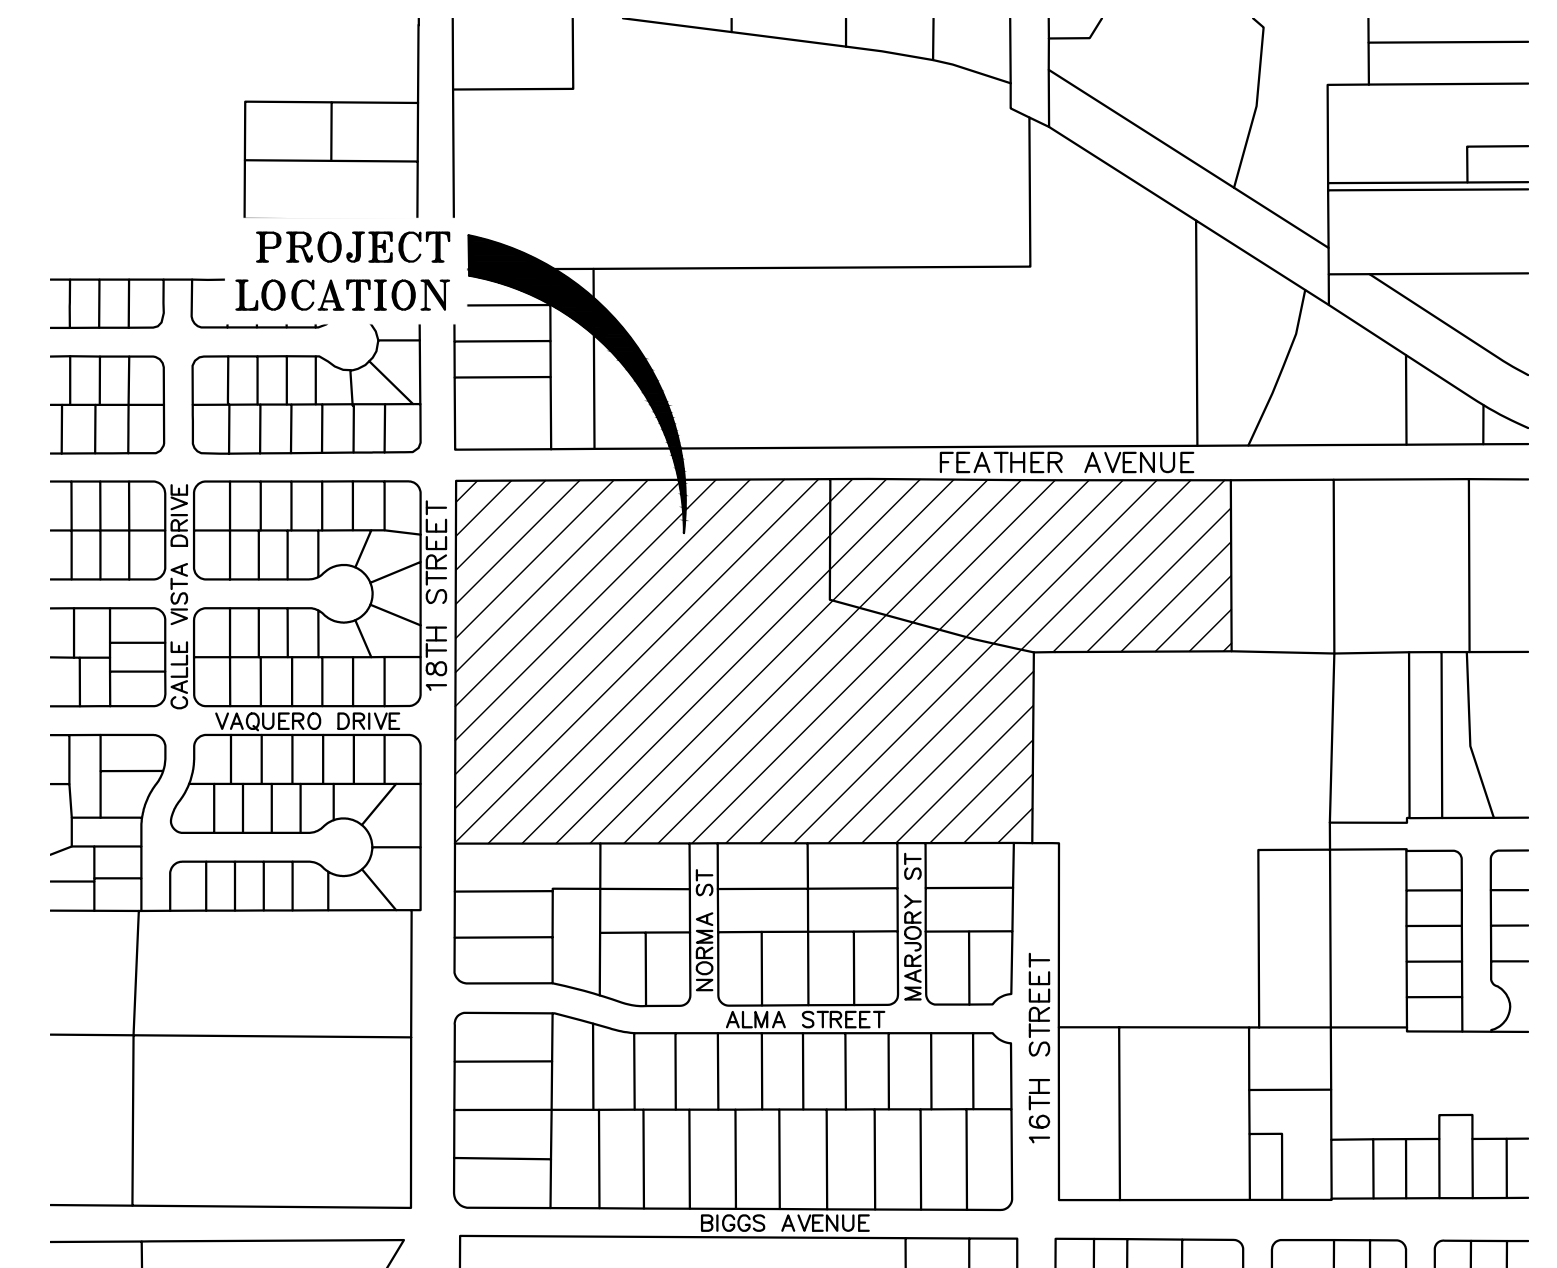 PROJECT
LOCATION
FEATHER AVENUE
CALLE VISTA DRIVE
18TH STREET
VAQUERO DRIVE
NORMA ST
MARJORY ST
16TH STREET
ALMA STREET
BIGGS AVENUE